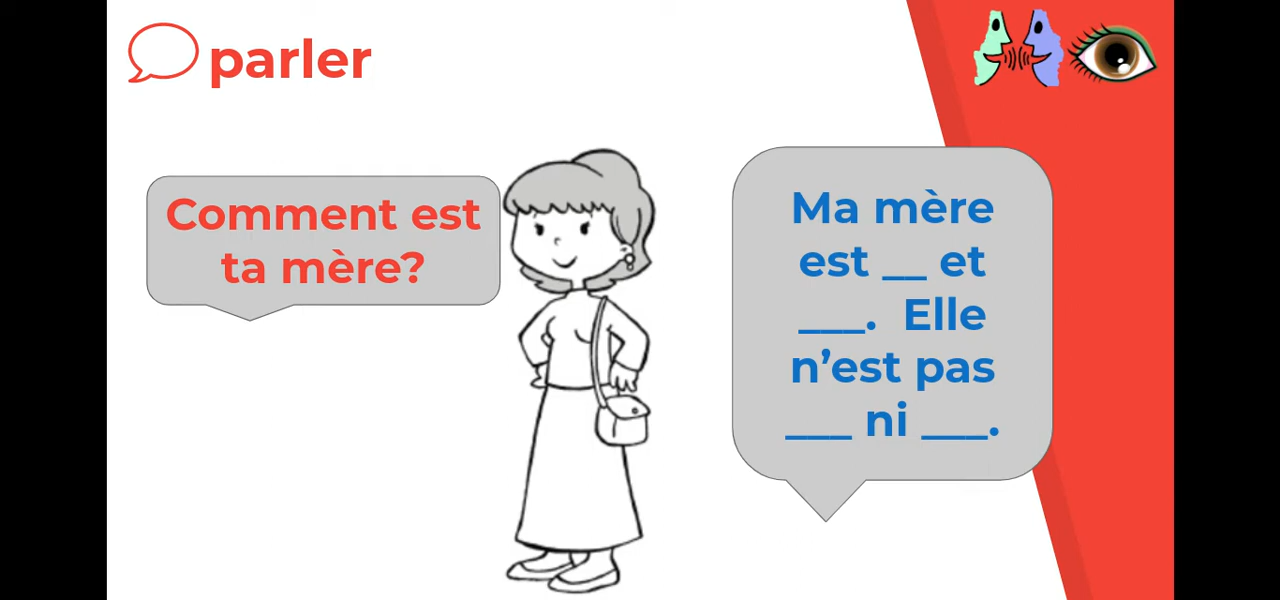 parler
Comment est
ta mère?
Ma mère
est __ et
___.  Elle
n’est pas
___ ni ___.